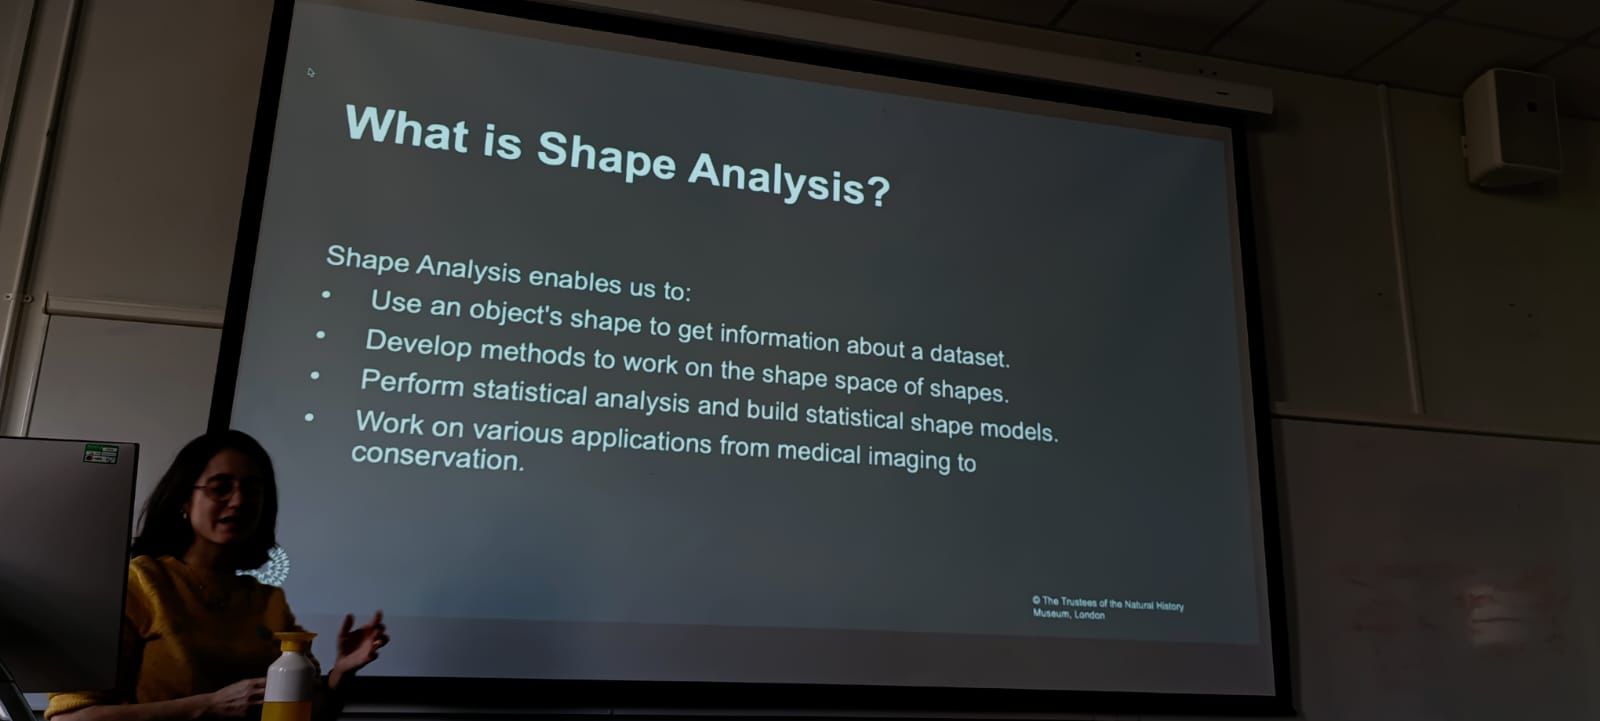 What is Shape Analysis?
Shape Analysis enables us to:
• Use an object's shape to get information about a dataset.
• Develop methods to work on the shape space of shapes.
• Perform statistical analysis and build statistical shape models.
• Work on various applications from medical imaging to
conservation.
© The Trustees of the Natural History
Museum, London